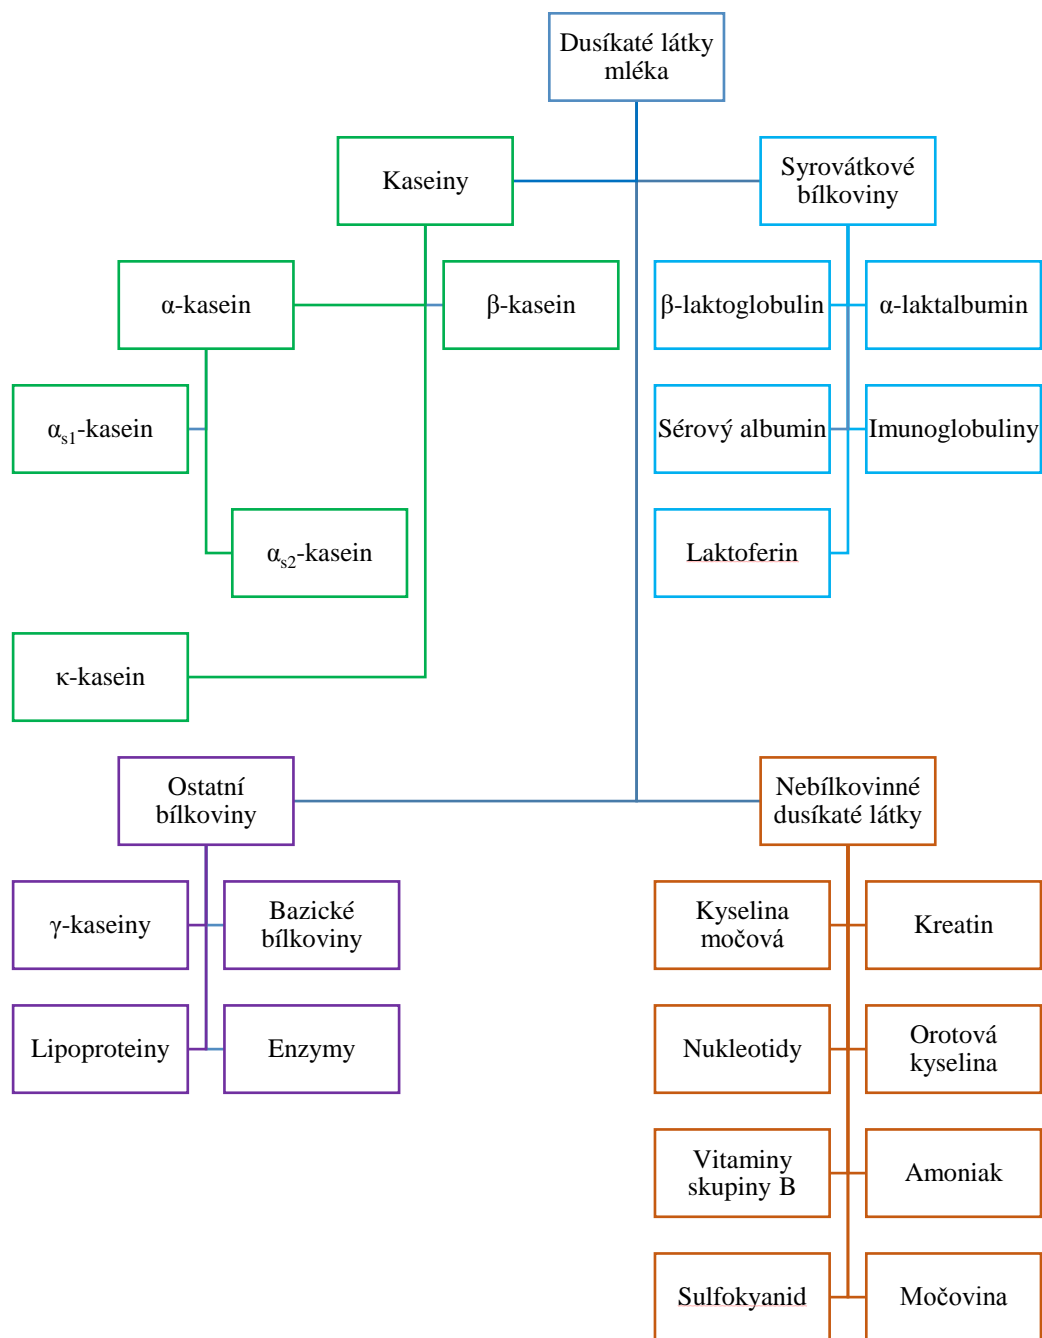 Dusíkaté látky
mléka
Kaseiny
Syrovátkové
bílkoviny
α-kasein
β-kasein
β-laktoglobulin
α-laktalbumin
αs1-kasein
Sérový albumin
Imunoglobuliny
αs2-kasein
Laktoferin
κ-kasein
Ostatní
bílkoviny
Nebílkovinné
dusíkaté látky
γ-kaseiny
Bazické
bílkoviny
Kyselina
močová
Kreatin
Lipoproteiny
Enzymy
Nukleotidy
Orotová
kyselina
Vitaminy
skupiny B
Amoniak
Sulfokyanid
Močovina